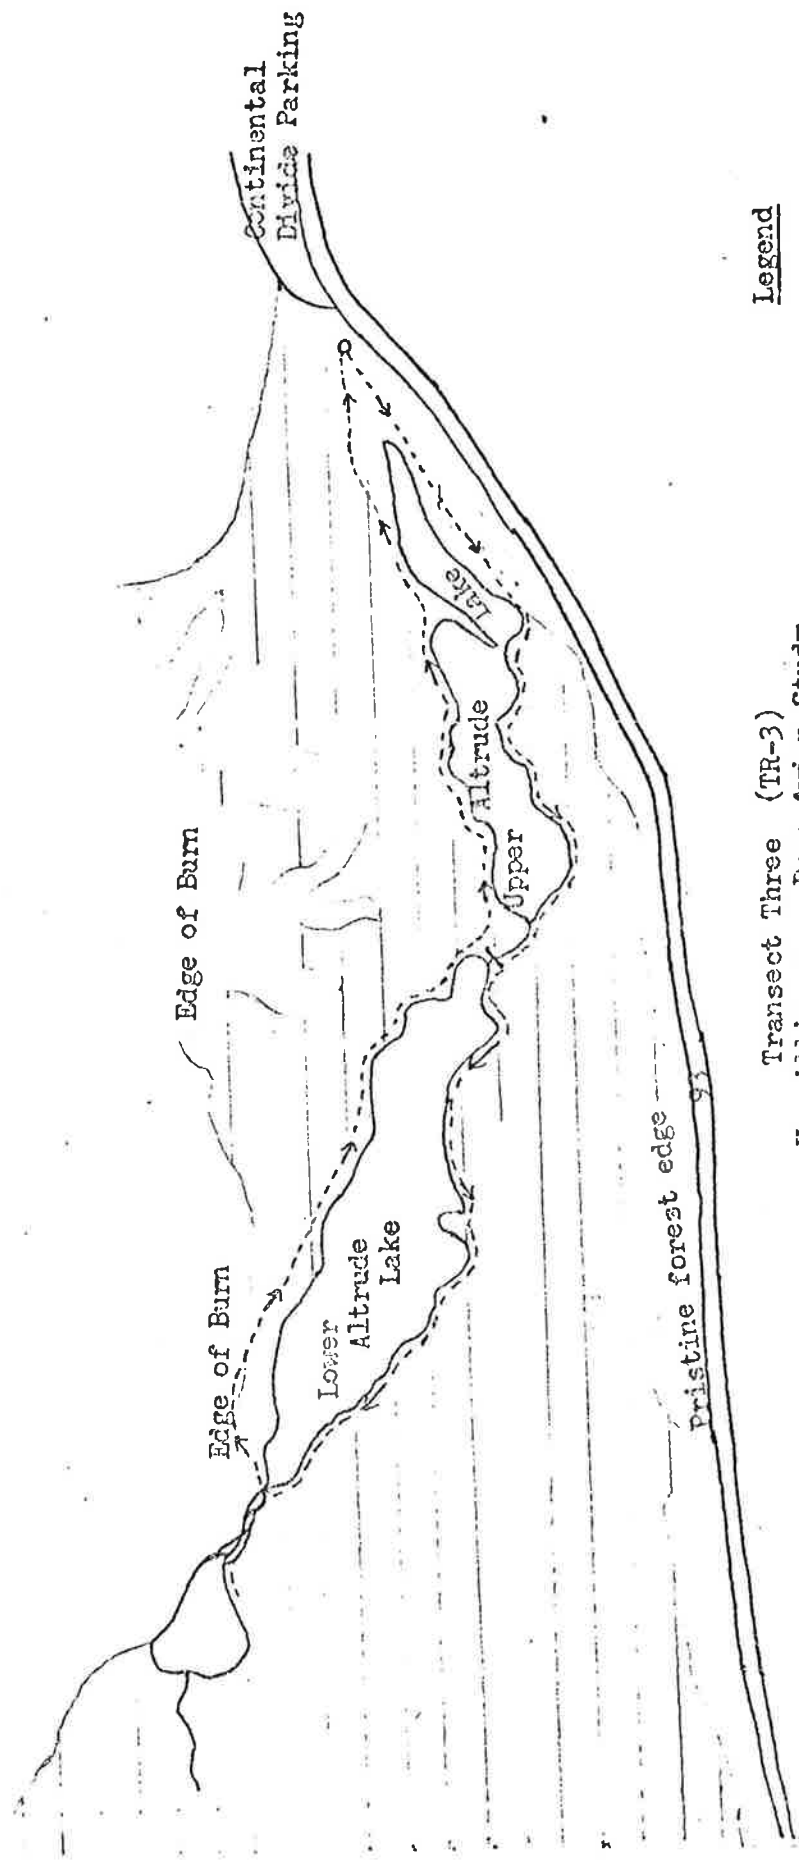 Continental
Divide Parking
Edge of Burn
Edge of Burn
Lake
Altrude
Upper
Lower
Altrude
Lake
Pristine forest edge
93
Legend
Transect Three (TR-3)